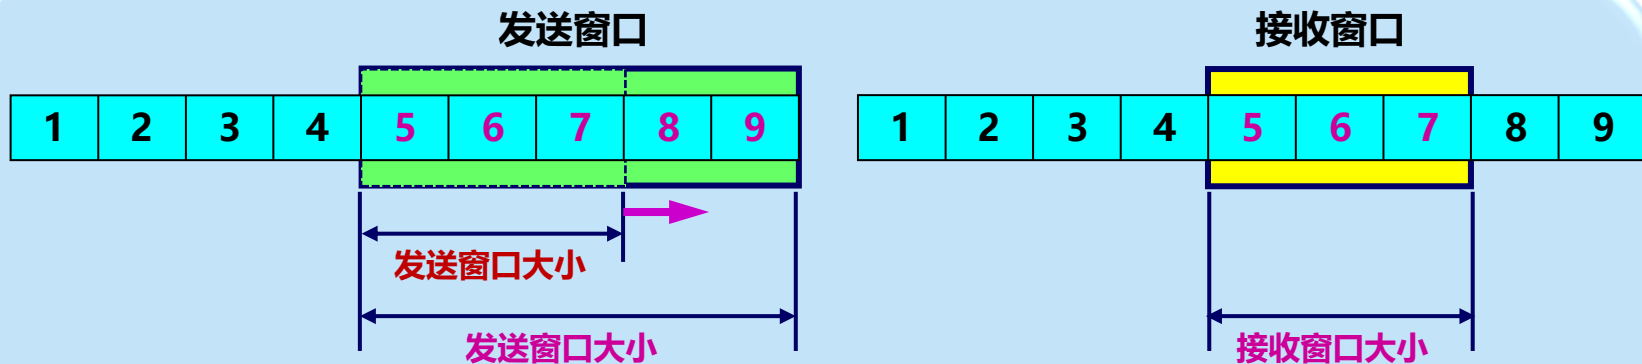 发送窗口 接收窗口
1 2 3 4 5 6 7 8 9 1 2 3 4 5 6 7 8 9
发送窗口大小
发送窗口大小 接收窗口大小